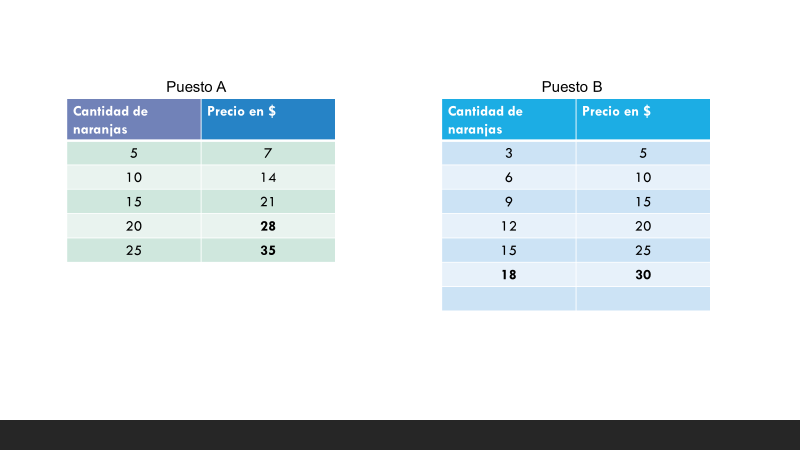 Puesto A
Cantidad de naranjas Precio en $
5 7
10 14
15 21
20 28
25 35
Puesto B
Cantidad de naranjas Precio en $
3 5
6 10
9 15
12 20
15 25
18 30